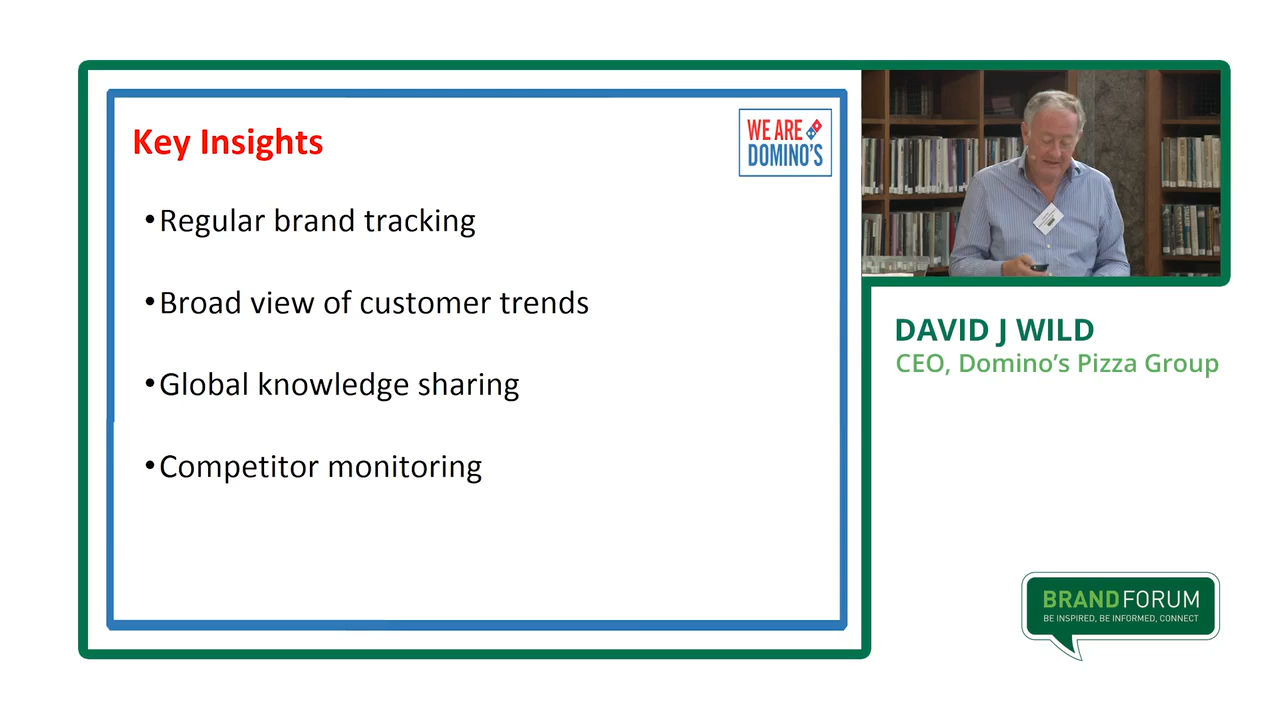 Key Insights
WE ARE
DOMINO'S
•Regular brand tracking
•Broad view of customer trends
•Global knowledge sharing
•Competitor monitoring
DAVID J WILD
CEO, Domino's Pizza Group
BRANDFORUM
BE INSPIRED, BE INFORMED, CONNECT